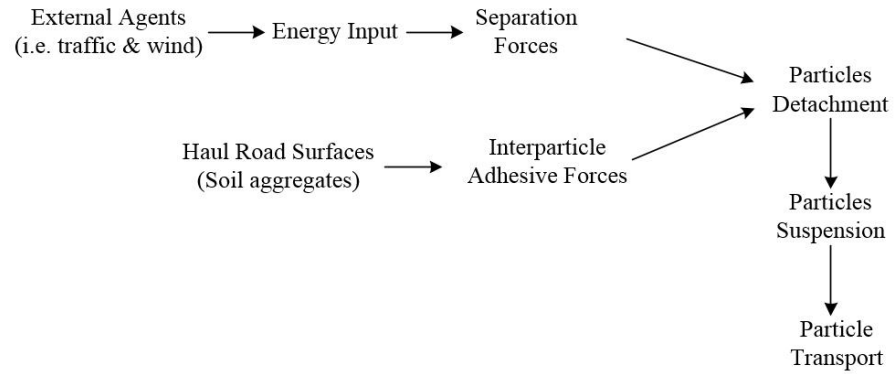 External Agents
(i.e. traffic & wind)
Energy Input
Separation
Forces
Particles
Detachment
Haul Road Surfaces
(Soil aggregates)
Interparticle
Adhesive Forces
Particles
Suspension
Particle
Transport